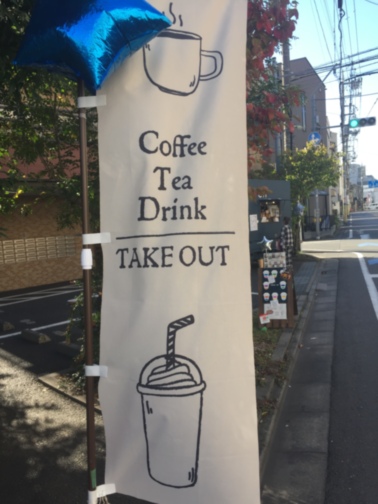 Coffee
Tea
Drink
TAKE OUT